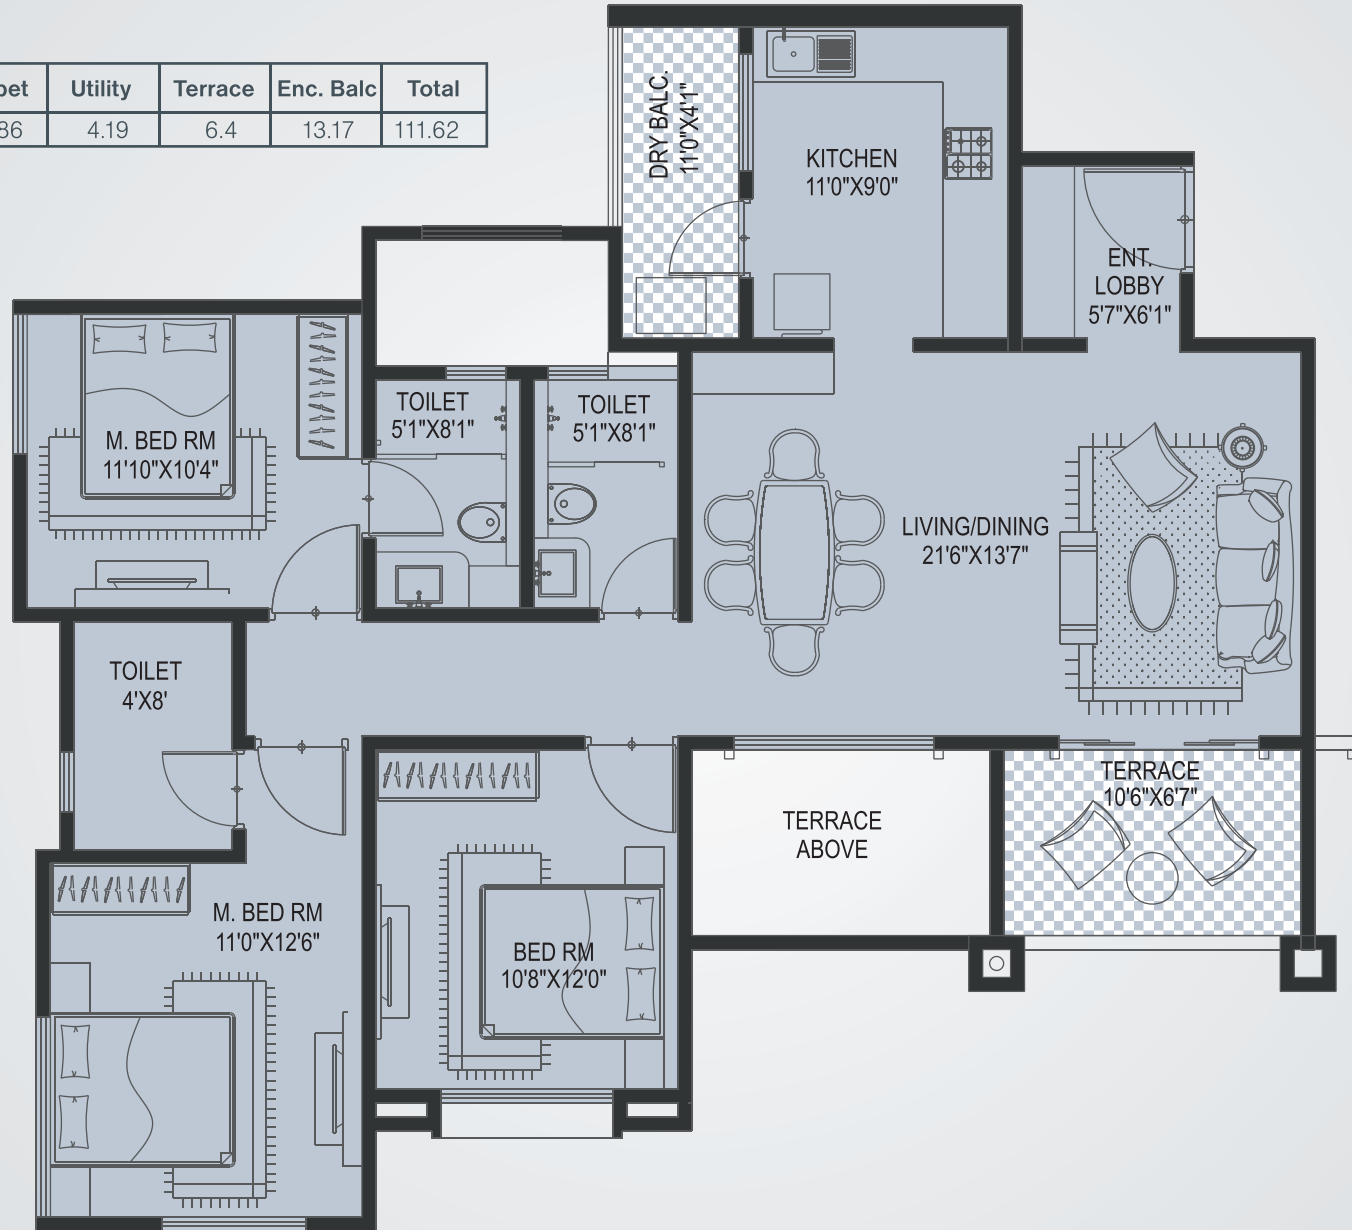 Utility Terrace Enc. Balc Total
86 4.19 6.4 13.17 111.62
DRY BALC.
11'0"X4'1"
KITCHEN
11'0"X9'0"
ENT.
LOBBY
5'7"X6'1"
TOILET
5'1"X8'1"
TOILET
5'1"X8'1"
M. BED RM
11'10"X10'4"
LIVING/DINING
21'6"X13'7"
TOILET
4'X8'
TERRACE
10'6"X6'7"
TERRACE
ABOVE
M. BED RM
11'0"X12'6"
BED RM
10'8"X12'0"